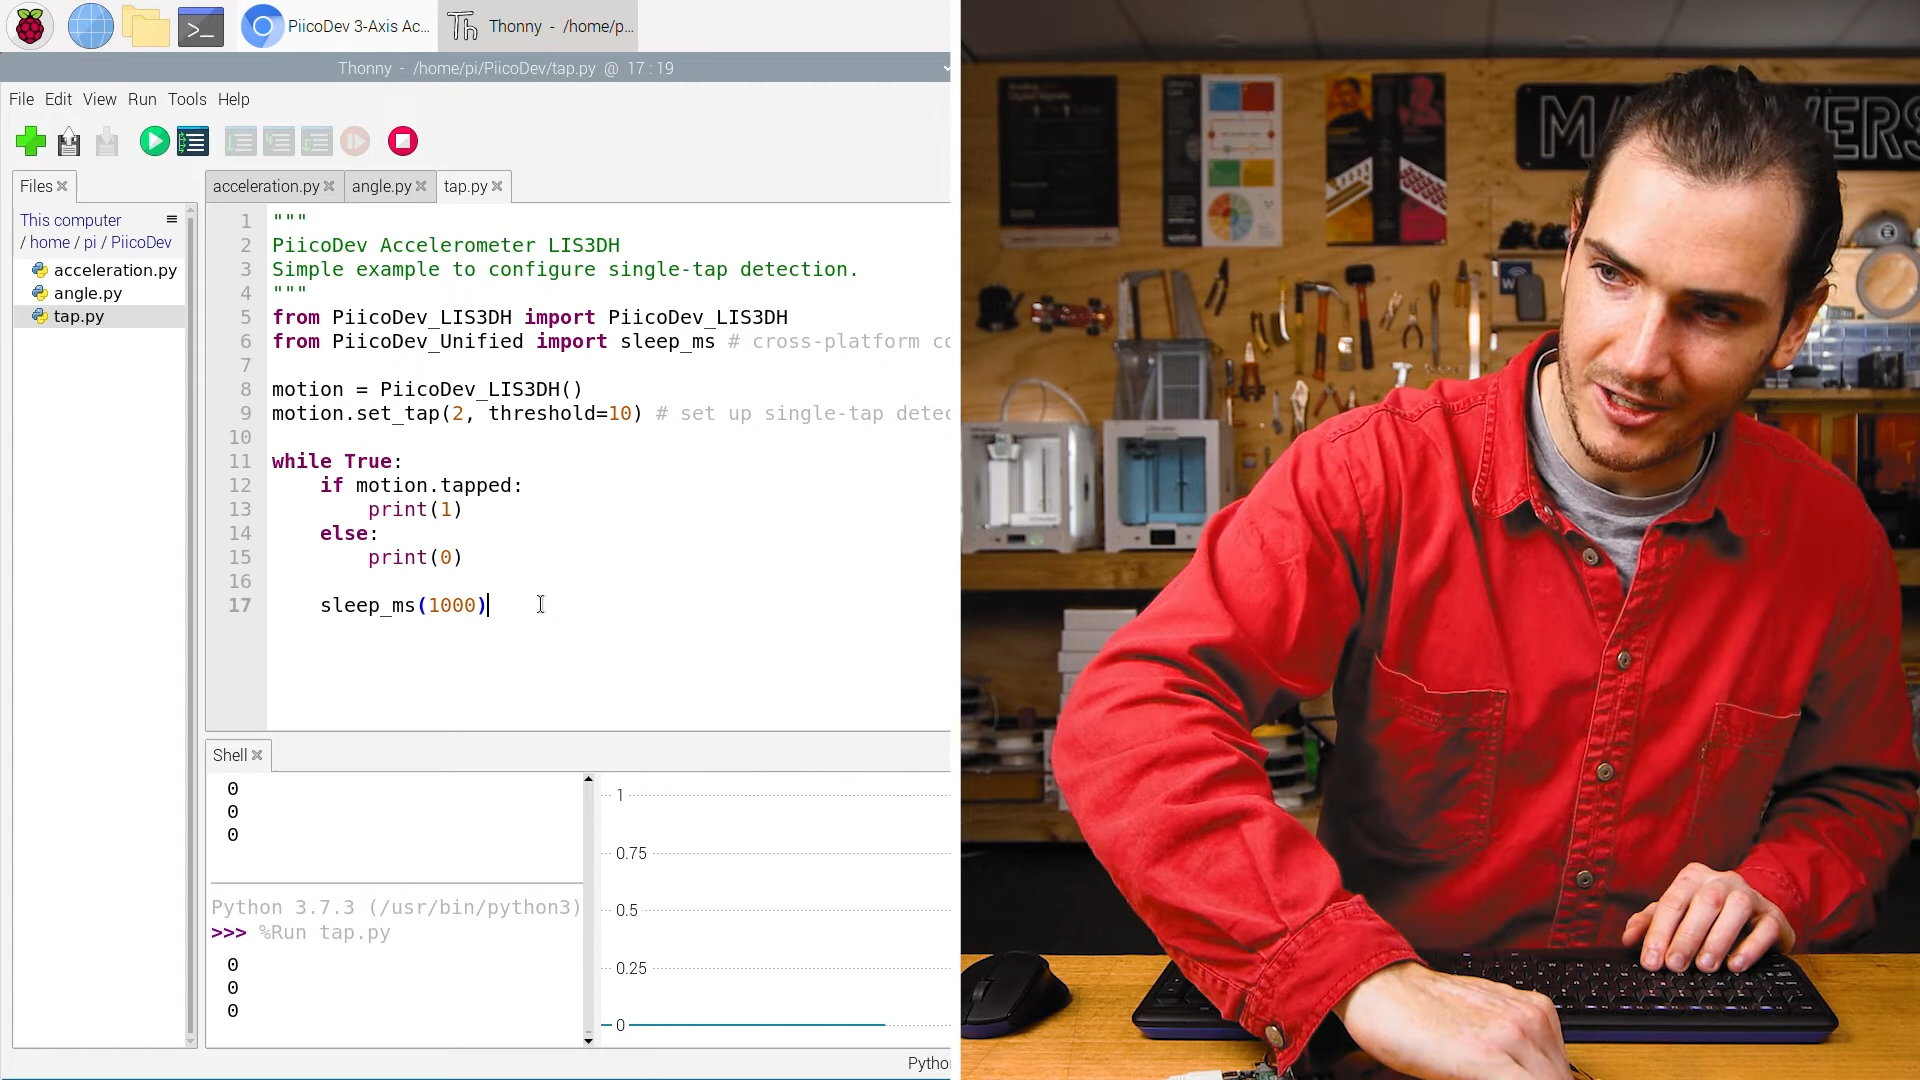 PiicoDev 3-Axis Ac...
Thonny - /home/p...
Thonny - /home/pi/PiicoDev/tap.py @ 17 : 19
File Edit View Run Tools Help
Files
acceleration.py
angle.py
tap.py
This computer
/ home / pi / PiicoDev
acceleration.py
angle.py
tap.py
1 """
2 PiicoDev Accelerometer LIS3DH
3 Simple example to configure single-tap detection.
4 """
5 from PiicoDev_LIS3DH import PiicoDev_LIS3DH
6 from PiicoDev_Unified import sleep_ms # cross-platform co
7
8 motion = PiicoDev_LIS3DH()
9 motion.set_tap(2, threshold=10) # set up single-tap detec
10
11 while True:
12 if motion.tapped:
13 print(1)
14 else:
15 print(0)
16
17 sleep_ms(1000)
Shell
0
0
0
Python 3.7.3 (/usr/bin/python3)
>>> %Run tap.py
0
0
0
1
0.75
0.5
0.25
0
Pytho